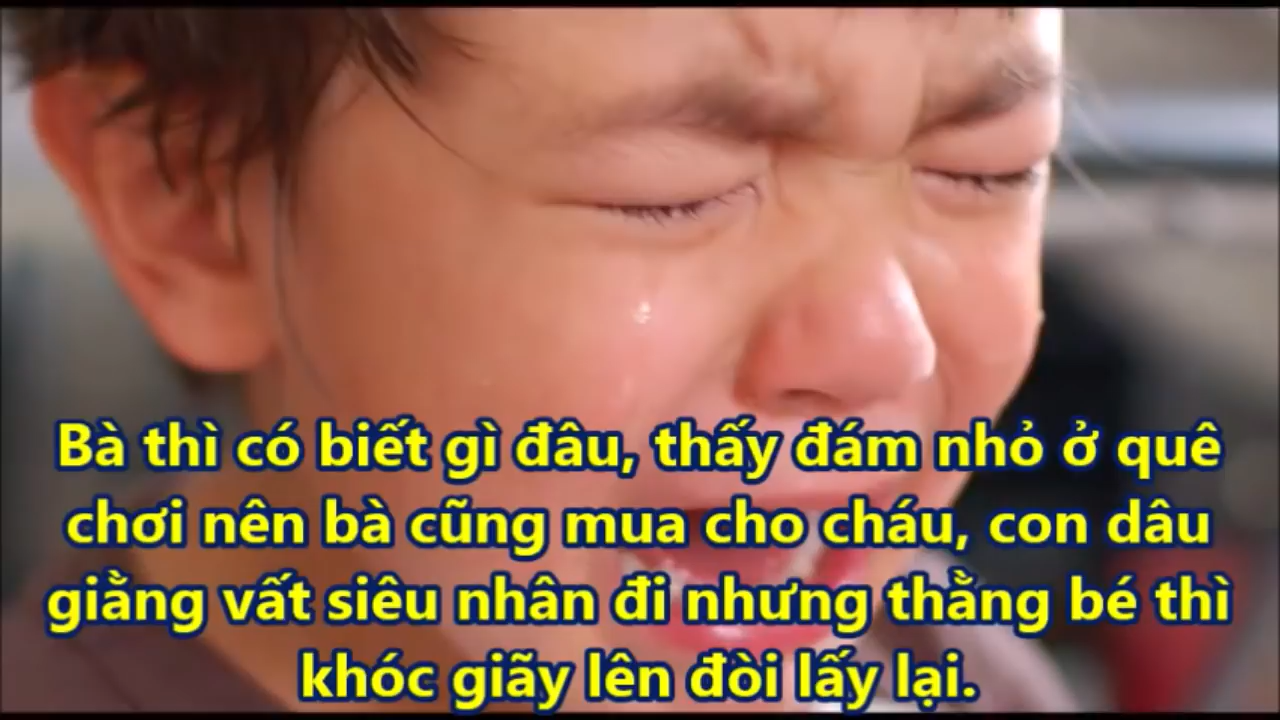 Bà thì có biết gì đâu, thấy đám nhỏ ở quê
chơi nên bà cũng mua cho cháu, con dâu
giằng vất siêu nhân đi nhưng thằng bé thì
khóc giãy lên đòi lấy lại.